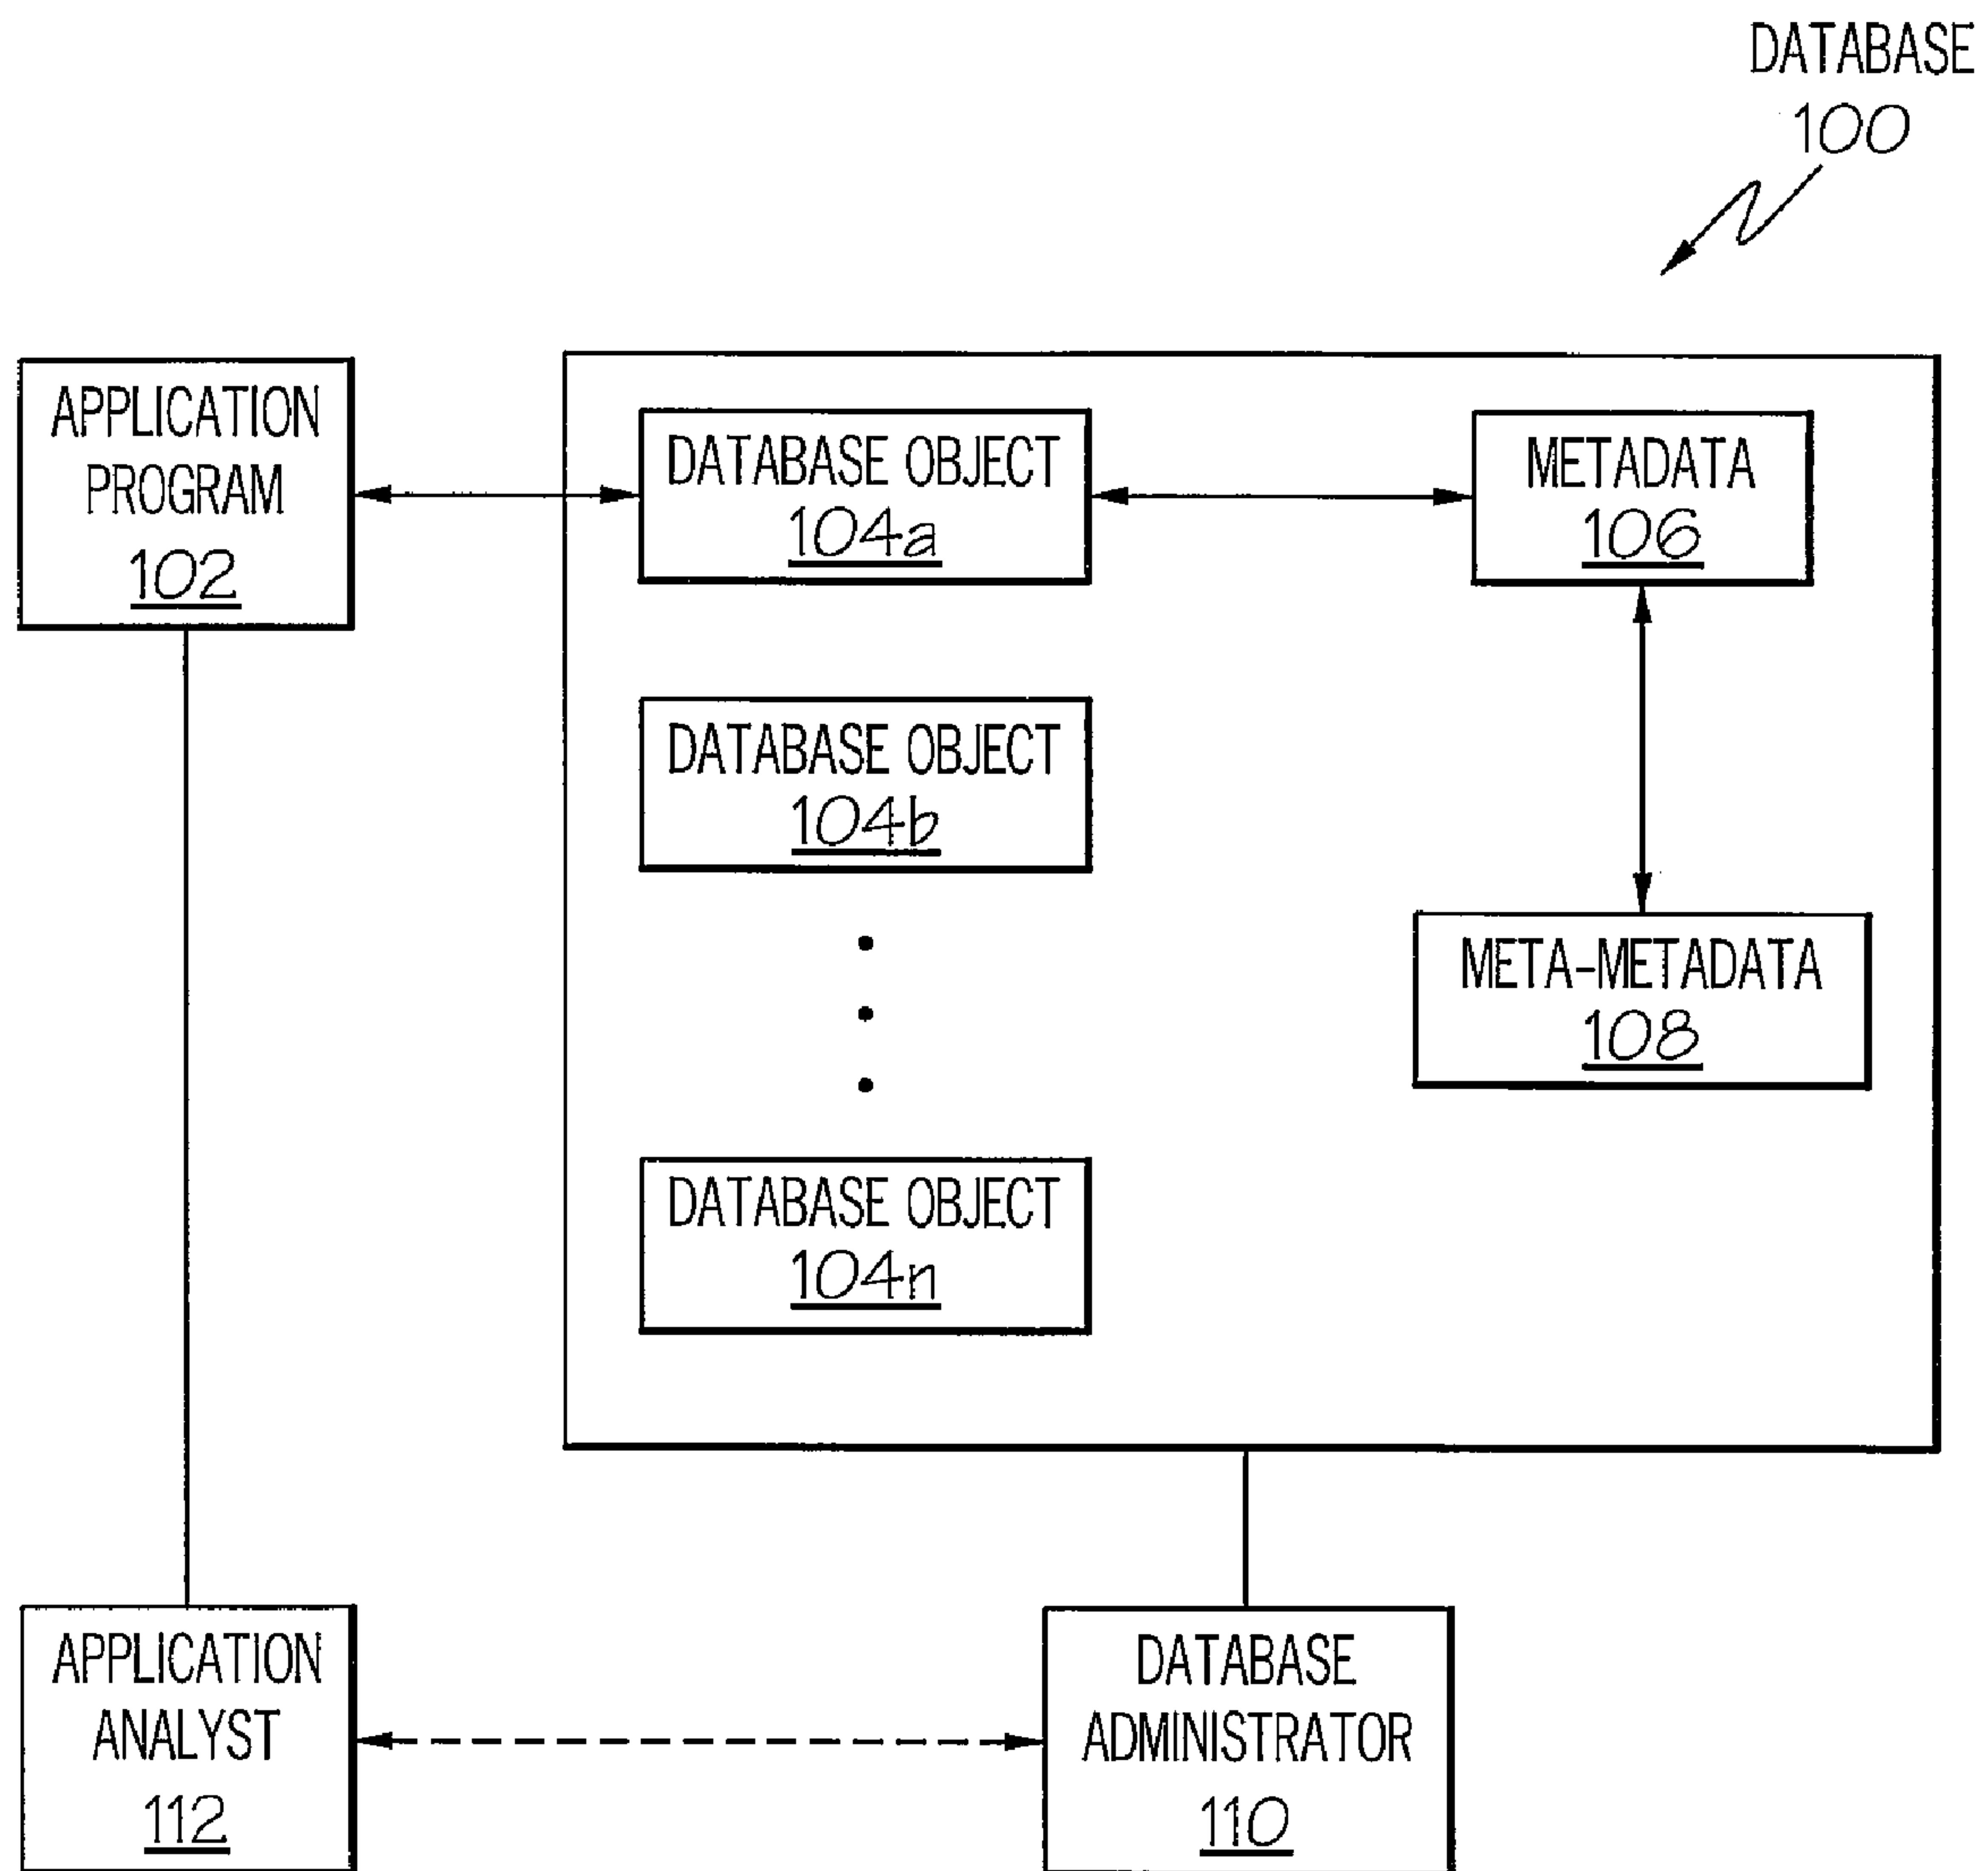 DATABASE
100
APPLICATION
PROGRAM
102
DATABASE OBJECT
104a
METADATA
106
DATABASE OBJECT
104b
META-METADATA
108
DATABASE OBJECT
104n
APPLICATION
ANALYST
112
DATABASE
ADMINISTRATOR
110